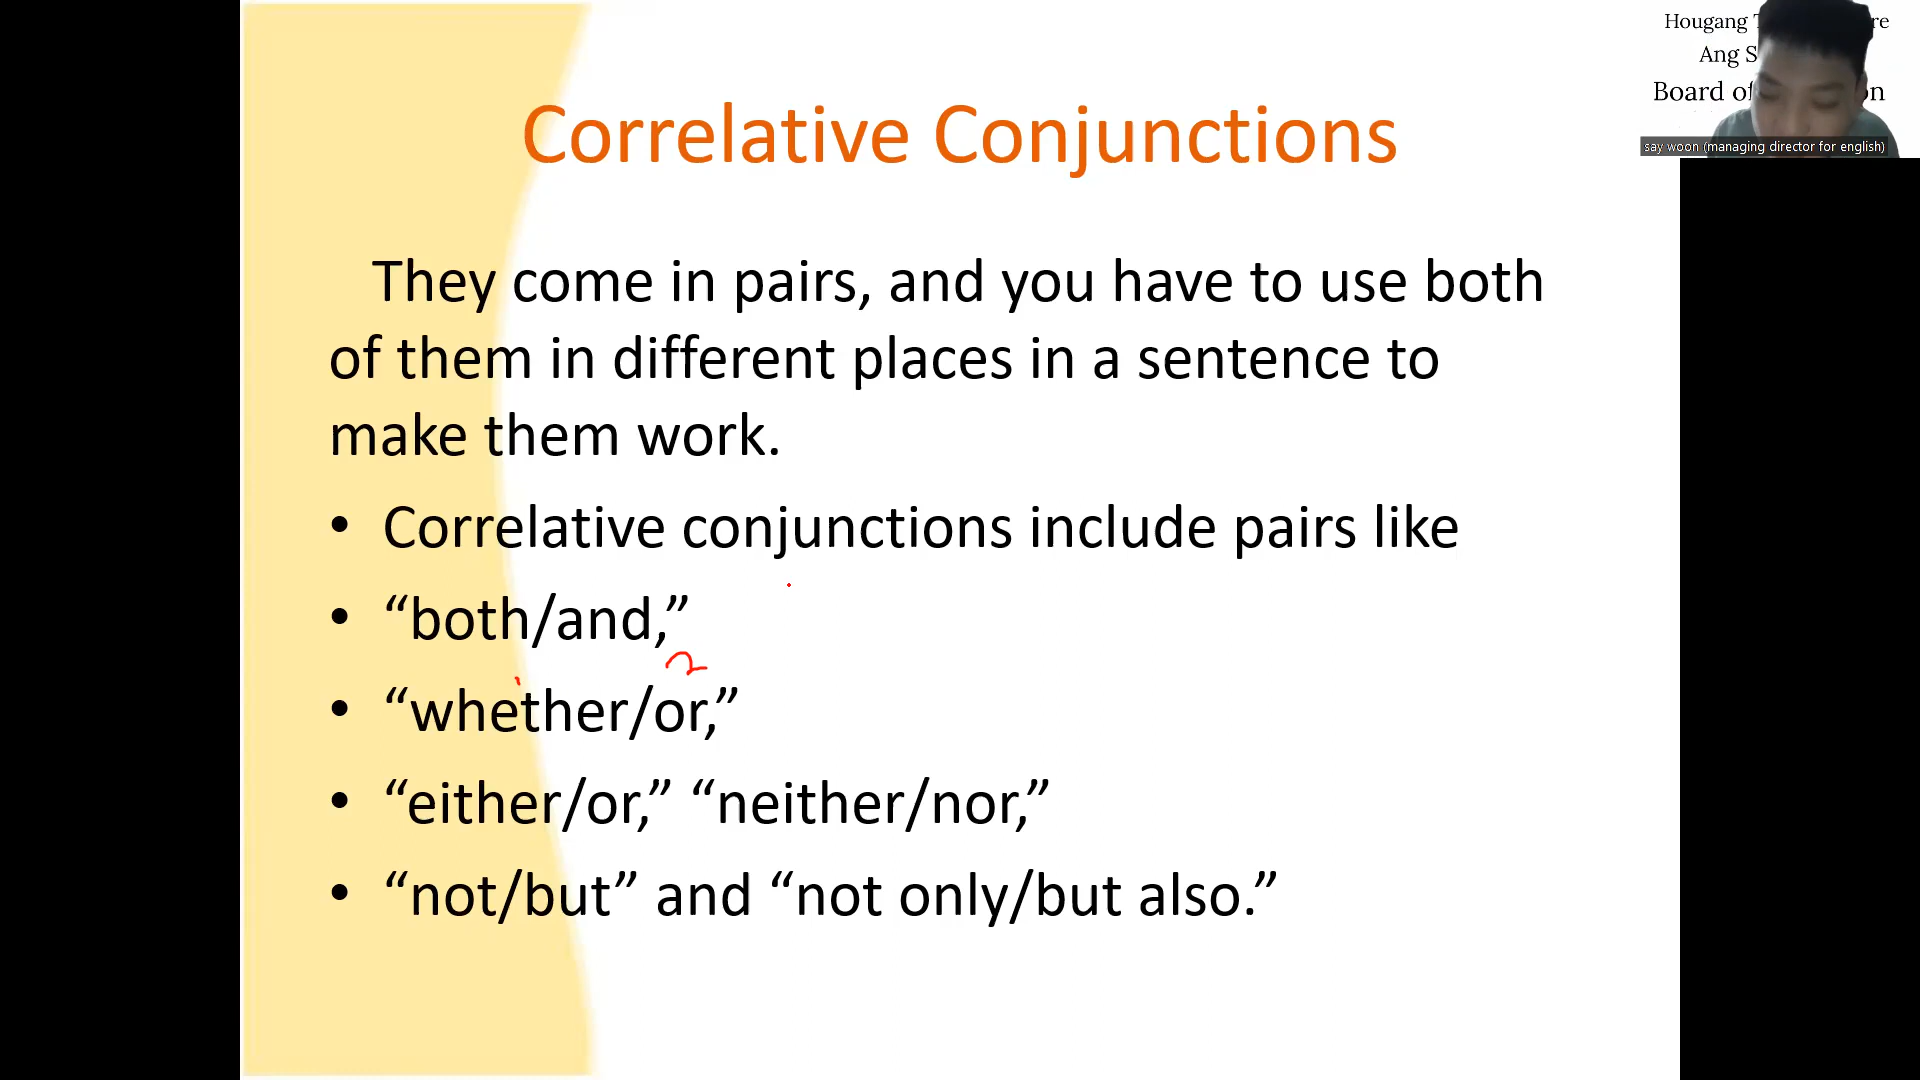 Correlative Conjunctions
They come in pairs, and you have to use both
of them in different places in a sentence to
make them work.
• Correlative conjunctions include pairs like
• “both/and,”
• “whether/or,”
• “either/or,” “neither/nor,”
• “not/but” and “not only/but also.”
2
Hougang
Ang
Board of
say woon (managing director for english)